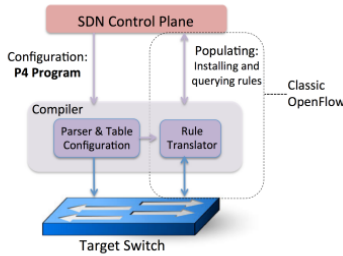 SDN Control Plane
Configuration:
P4 Program
Populating:
Installing and
querying rules
Classic
OpenFlow
Compiler
Parser & Table
Configuration
Rule
Translator
Target Switch